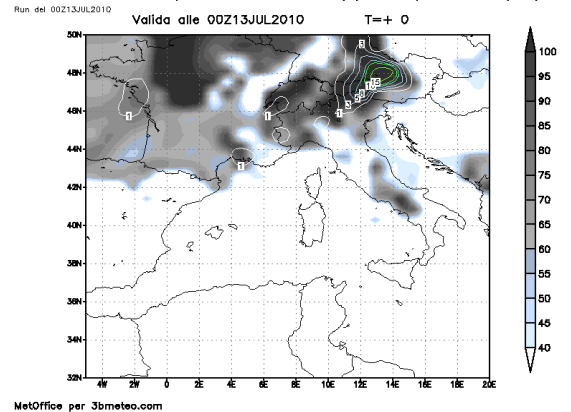 Run del 00Z13JUL2010
Valida alle 00Z13JUL2010 T=+ 0
50N
48N
46N
44N
42N
40N
38N
36N
34N
32N
4W 2W 0 2E 4E 6E 8E 10E 12E 14E 16E 18E 20E
100
95
90
85
80
75
70
65
60
55
50
45
40
3
15
3
1
1
1
1
MetOffice per 3bmeteo.com